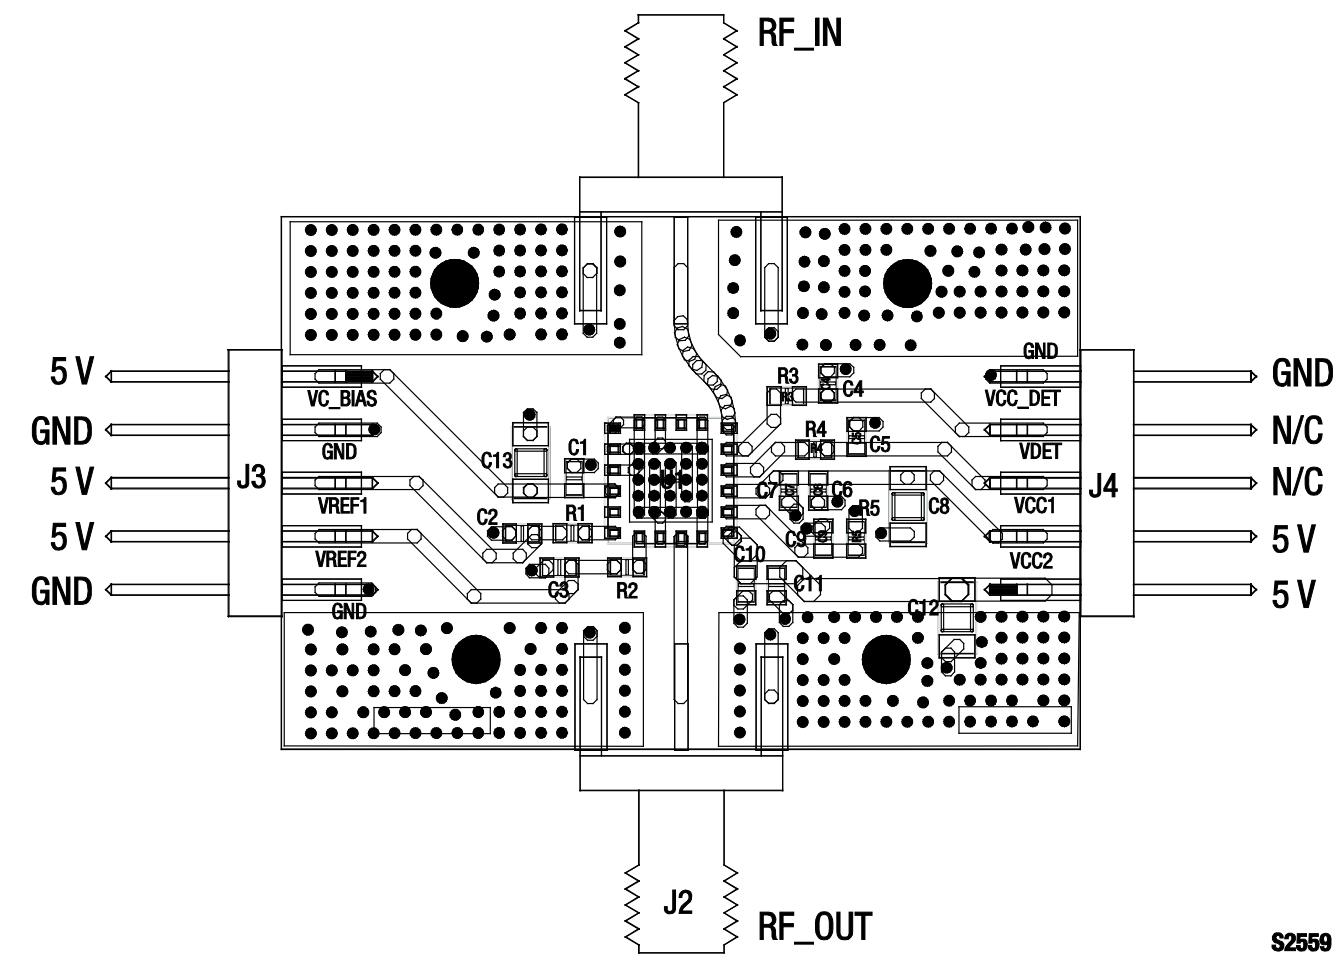 RF_IN
5 V
GND
5 V
5 V
GND
J3
VC_BIAS
GND
VREF1
VREF2
GND
GND
VCC_DET
VDET
VCC1
VCC2
J4
GND
N/C
N/C
5 V
5 V
R3
C4
R4
C5
C13
C1
U1
C7
C6
C8
R5
C2
R1
C9
C10
C11
C3
R2
C12
J2
RF_OUT
S2559